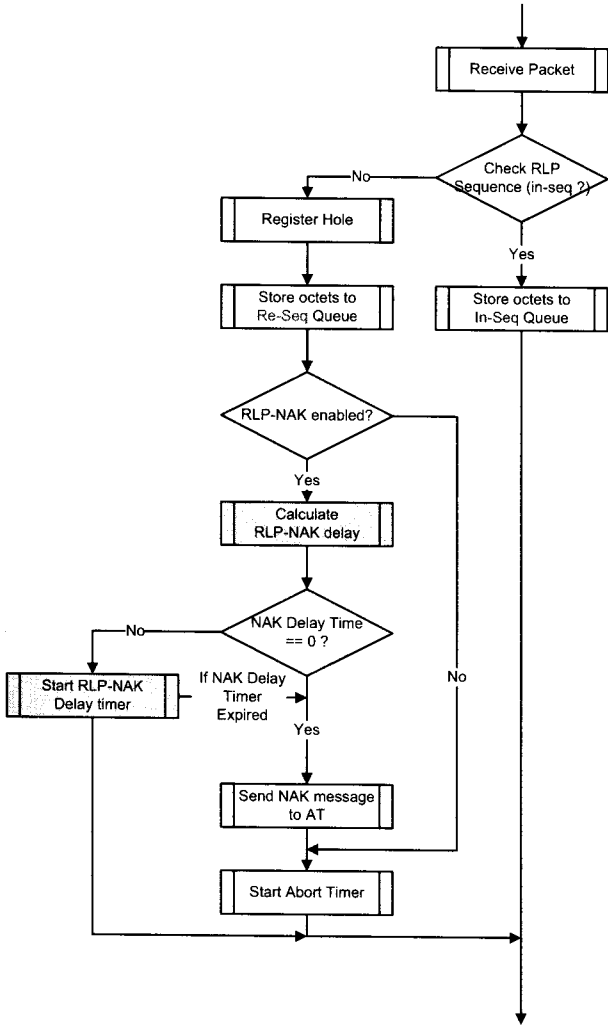 Receive Packet
Check RLP
Sequence (in-seq ?)
No
Register Hole
Yes
Store octets to
Re-Seq Queue
Store octets to
In-Seq Queue
RLP-NAK enabled?
Yes
Calculate
RLP-NAK delay
NAK Delay Time
== 0 ?
No
Start RLP-NAK
Delay timer
If NAK Delay
Timer
Expired
No
Yes
Send NAK message
to AT
Start Abort Timer